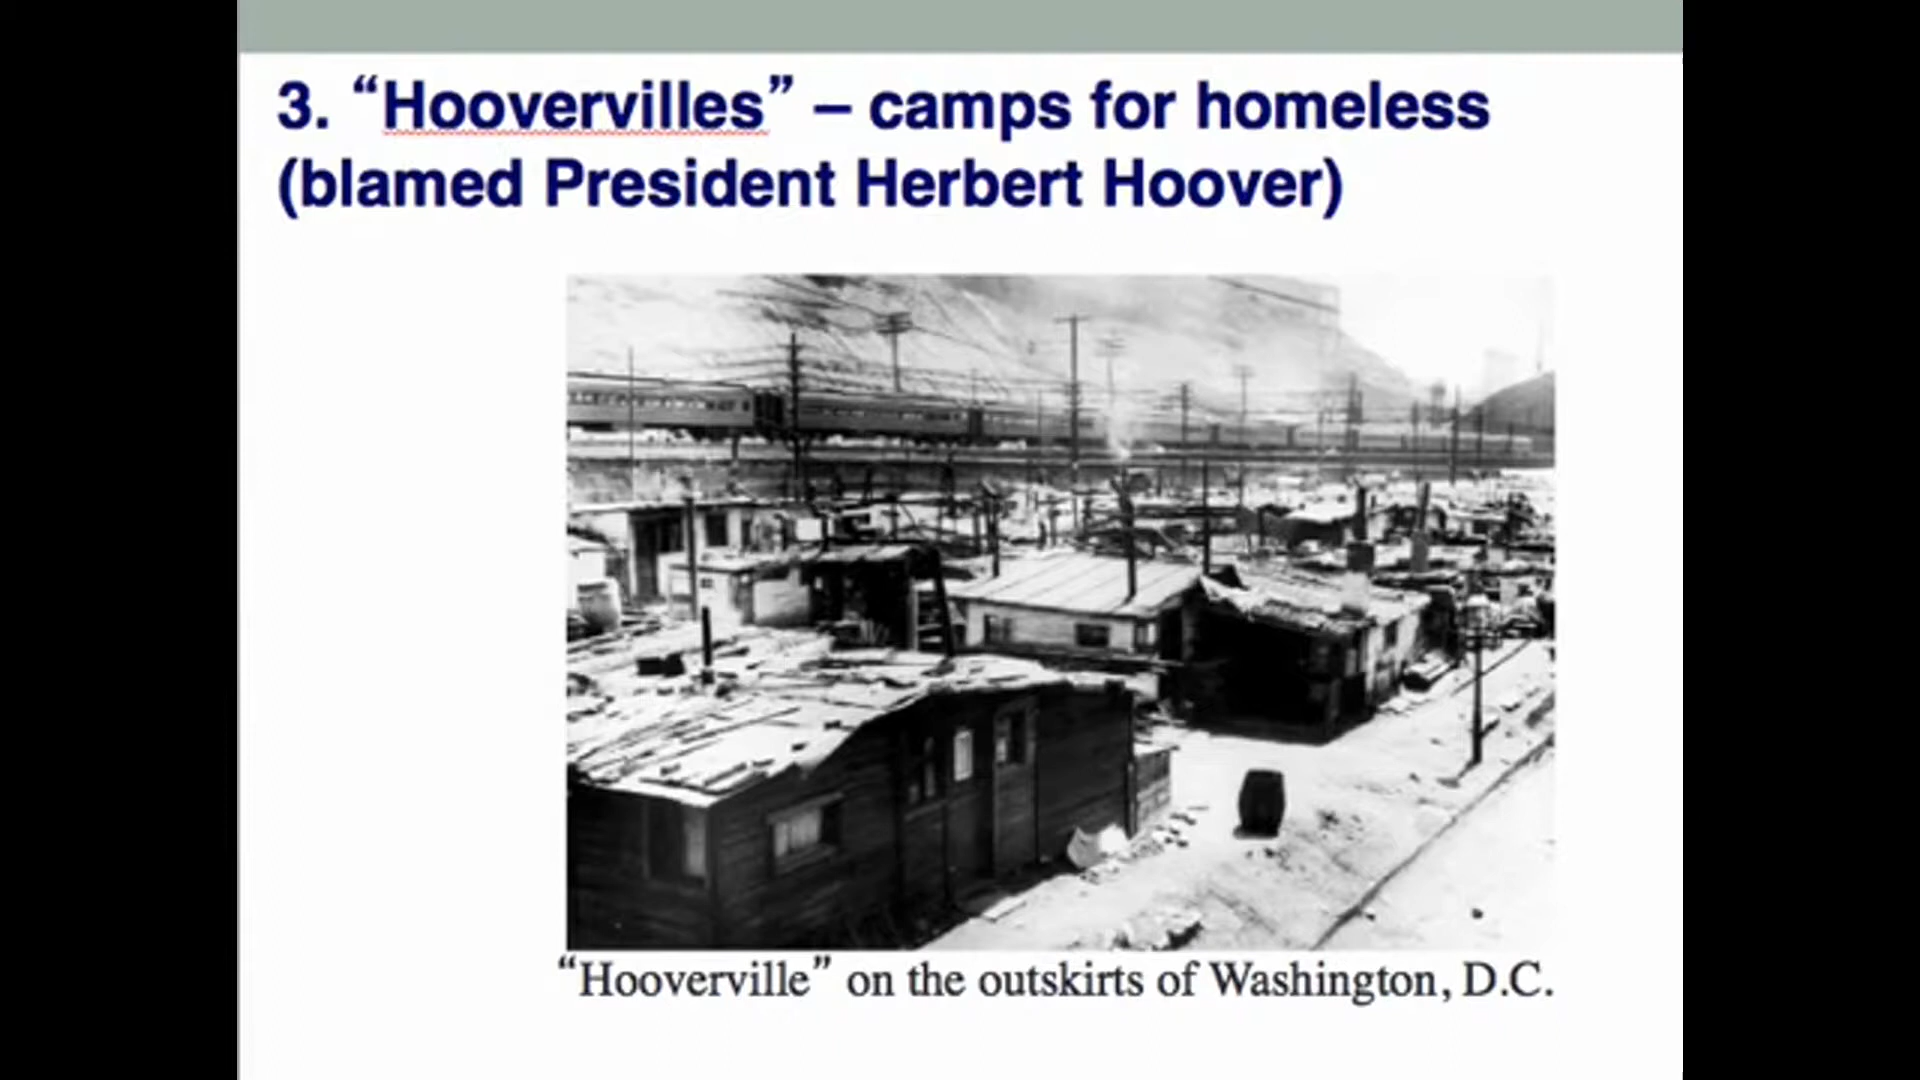 3. “Hoovervilles” – camps for homeless
(blamed President Herbert Hoover)
“Hooverville” on the outskirts of Washington, D.C.